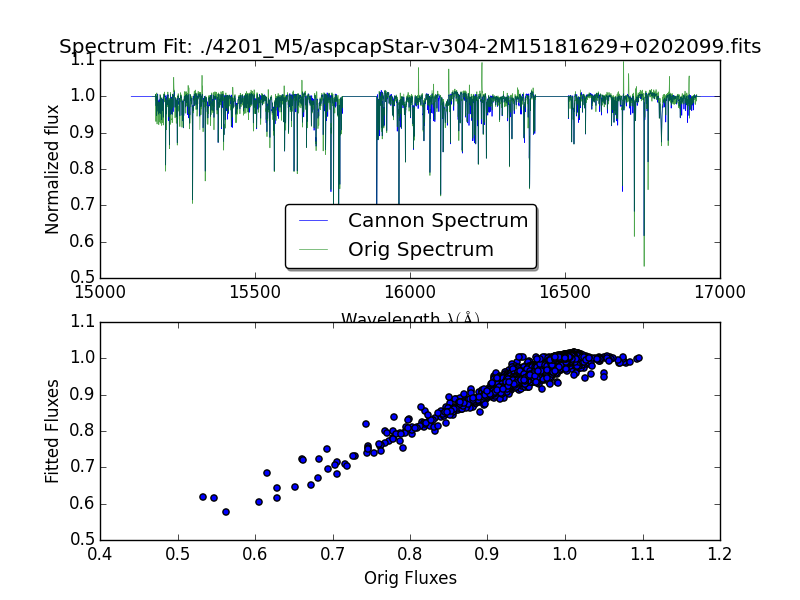 Spectrum Fit: ./4201_M5/aspcapStar-v304-2M15181629+0202099.fits
1.1
1.0
0.9
0.8
0.7
0.6
0.5
Normalized flux
Cannon Spectrum
Orig Spectrum
15000 15500 16000 16500 17000
Wavelength λ(Å)
1.1
1.0
0.9
0.8
0.7
0.6
0.5
Fitted Fluxes
0.4 0.5 0.6 0.7 0.8 0.9 1.0 1.1 1.2
Orig Fluxes